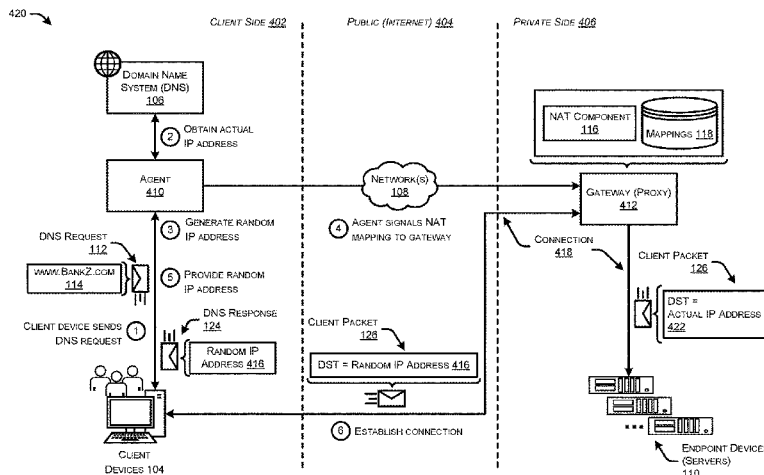 420
CLIENT SIDE 402
PUBLIC (INTERNET) 404
PRIVATE SIDE 406
DOMAIN NAME
SYSTEM (DNS)
106
2
OBTAIN ACTUAL
IP ADDRESS
AGENT
410
NETWORK(S)
108
NAT COMPONENT
116
MAPPINGS 118
GATEWAY (PROXY)
412
3
GENERATE RANDOM
IP ADDRESS
4
AGENT SIGNALS NAT
MAPPING TO GATEWAY
CONNECTION
418
DNS REQUEST
112
WWW.BANKZ.COM
114
5
PROVIDE RANDOM
IP ADDRESS
CLIENT PACKET
126
DST =
ACTUAL IP ADDRESS
422
CLIENT DEVICE SENDS
DNS REQUEST
1
DNS RESPONSE
124
RANDOM IP
ADDRESS 416
CLIENT PACKET
126
DST = RANDOM IP ADDRESS 416
6
ESTABLISH CONNECTION
CLIENT
DEVICES 104
ENDPOINT DEVICES
(SERVERS)
110